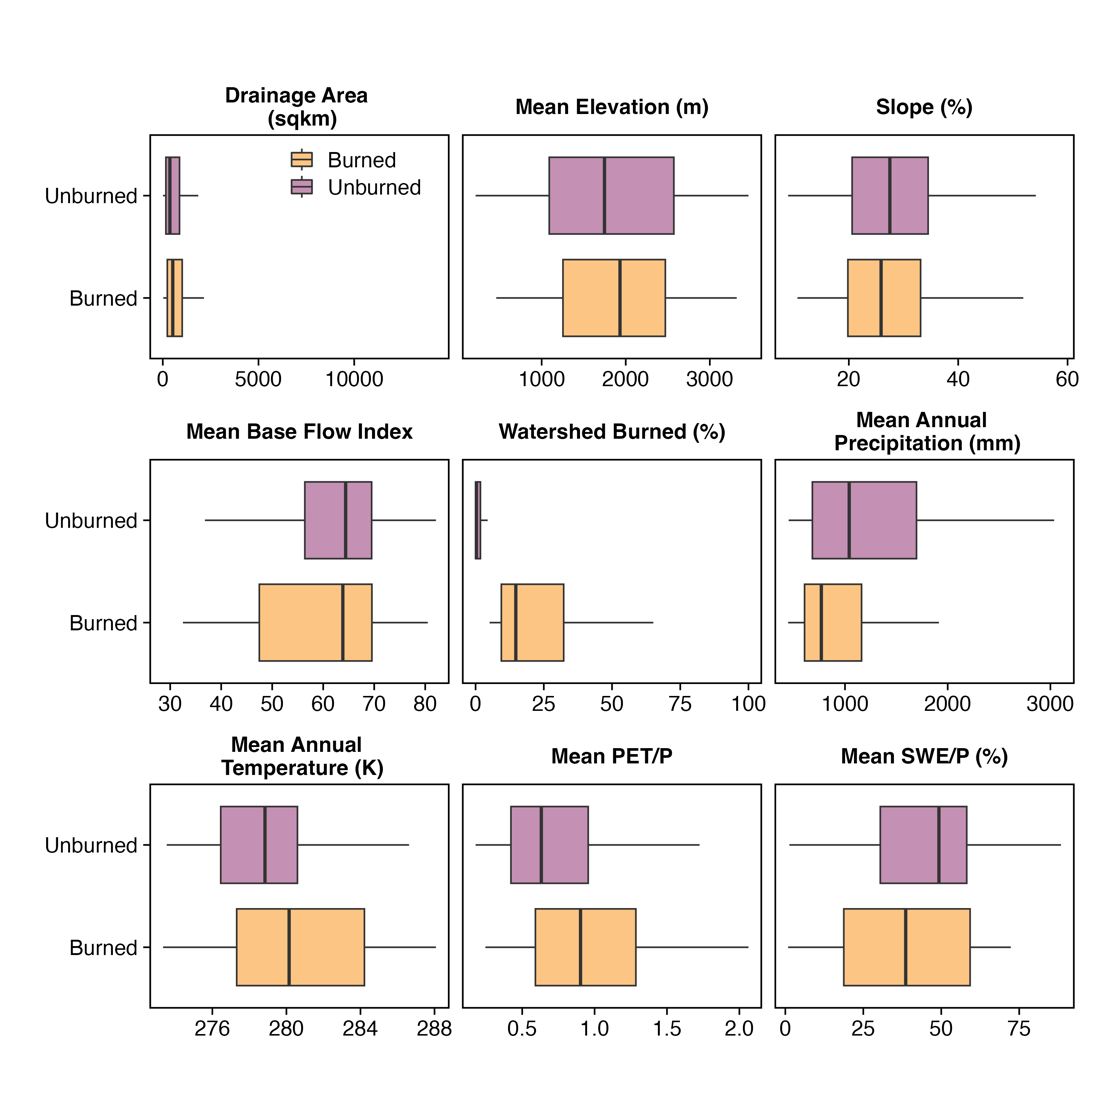 Drainage Area
(sqkm)
Mean Elevation (m)
Slope (%)
Burned
Unburned
Unburned
Burned
0 5000 10000
1000 2000 3000
20 40 60
Mean Base Flow Index
Watershed Burned (%)
Mean Annual
Precipitation (mm)
Unburned
Burned
30 40 50 60 70 80
0 25 50 75 100
1000 2000 3000
Mean Annual
Temperature (K)
Mean PET/P
Mean SWE/P (%)
Unburned
Burned
276 280 284 288
0.5 1.0 1.5 2.0
0 25 50 75